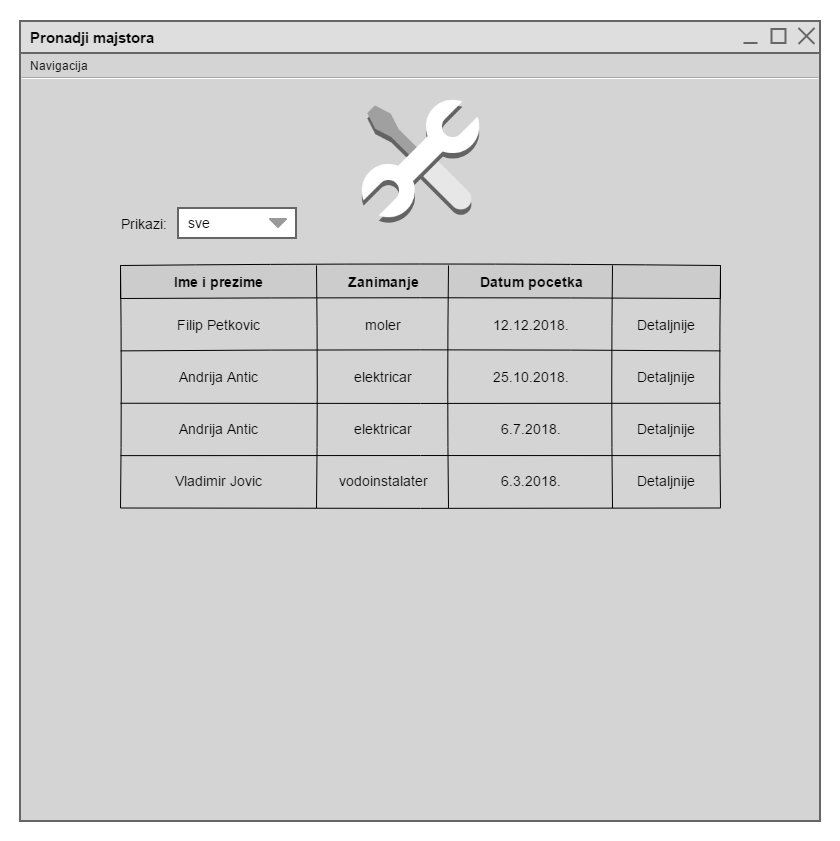 Pronadji majstora
Navigacija
Prikazi: sve
Ime i prezime Zanimanje Datum pocetka
Filip Petkovic moler 12.12.2018. Detaljnije
Andrija Antic elektricar 25.10.2018. Detaljnije
Andrija Antic elektricar 6.7.2018. Detaljnije
Vladimir Jovic vodoinstalater 6.3.2018. Detaljnije